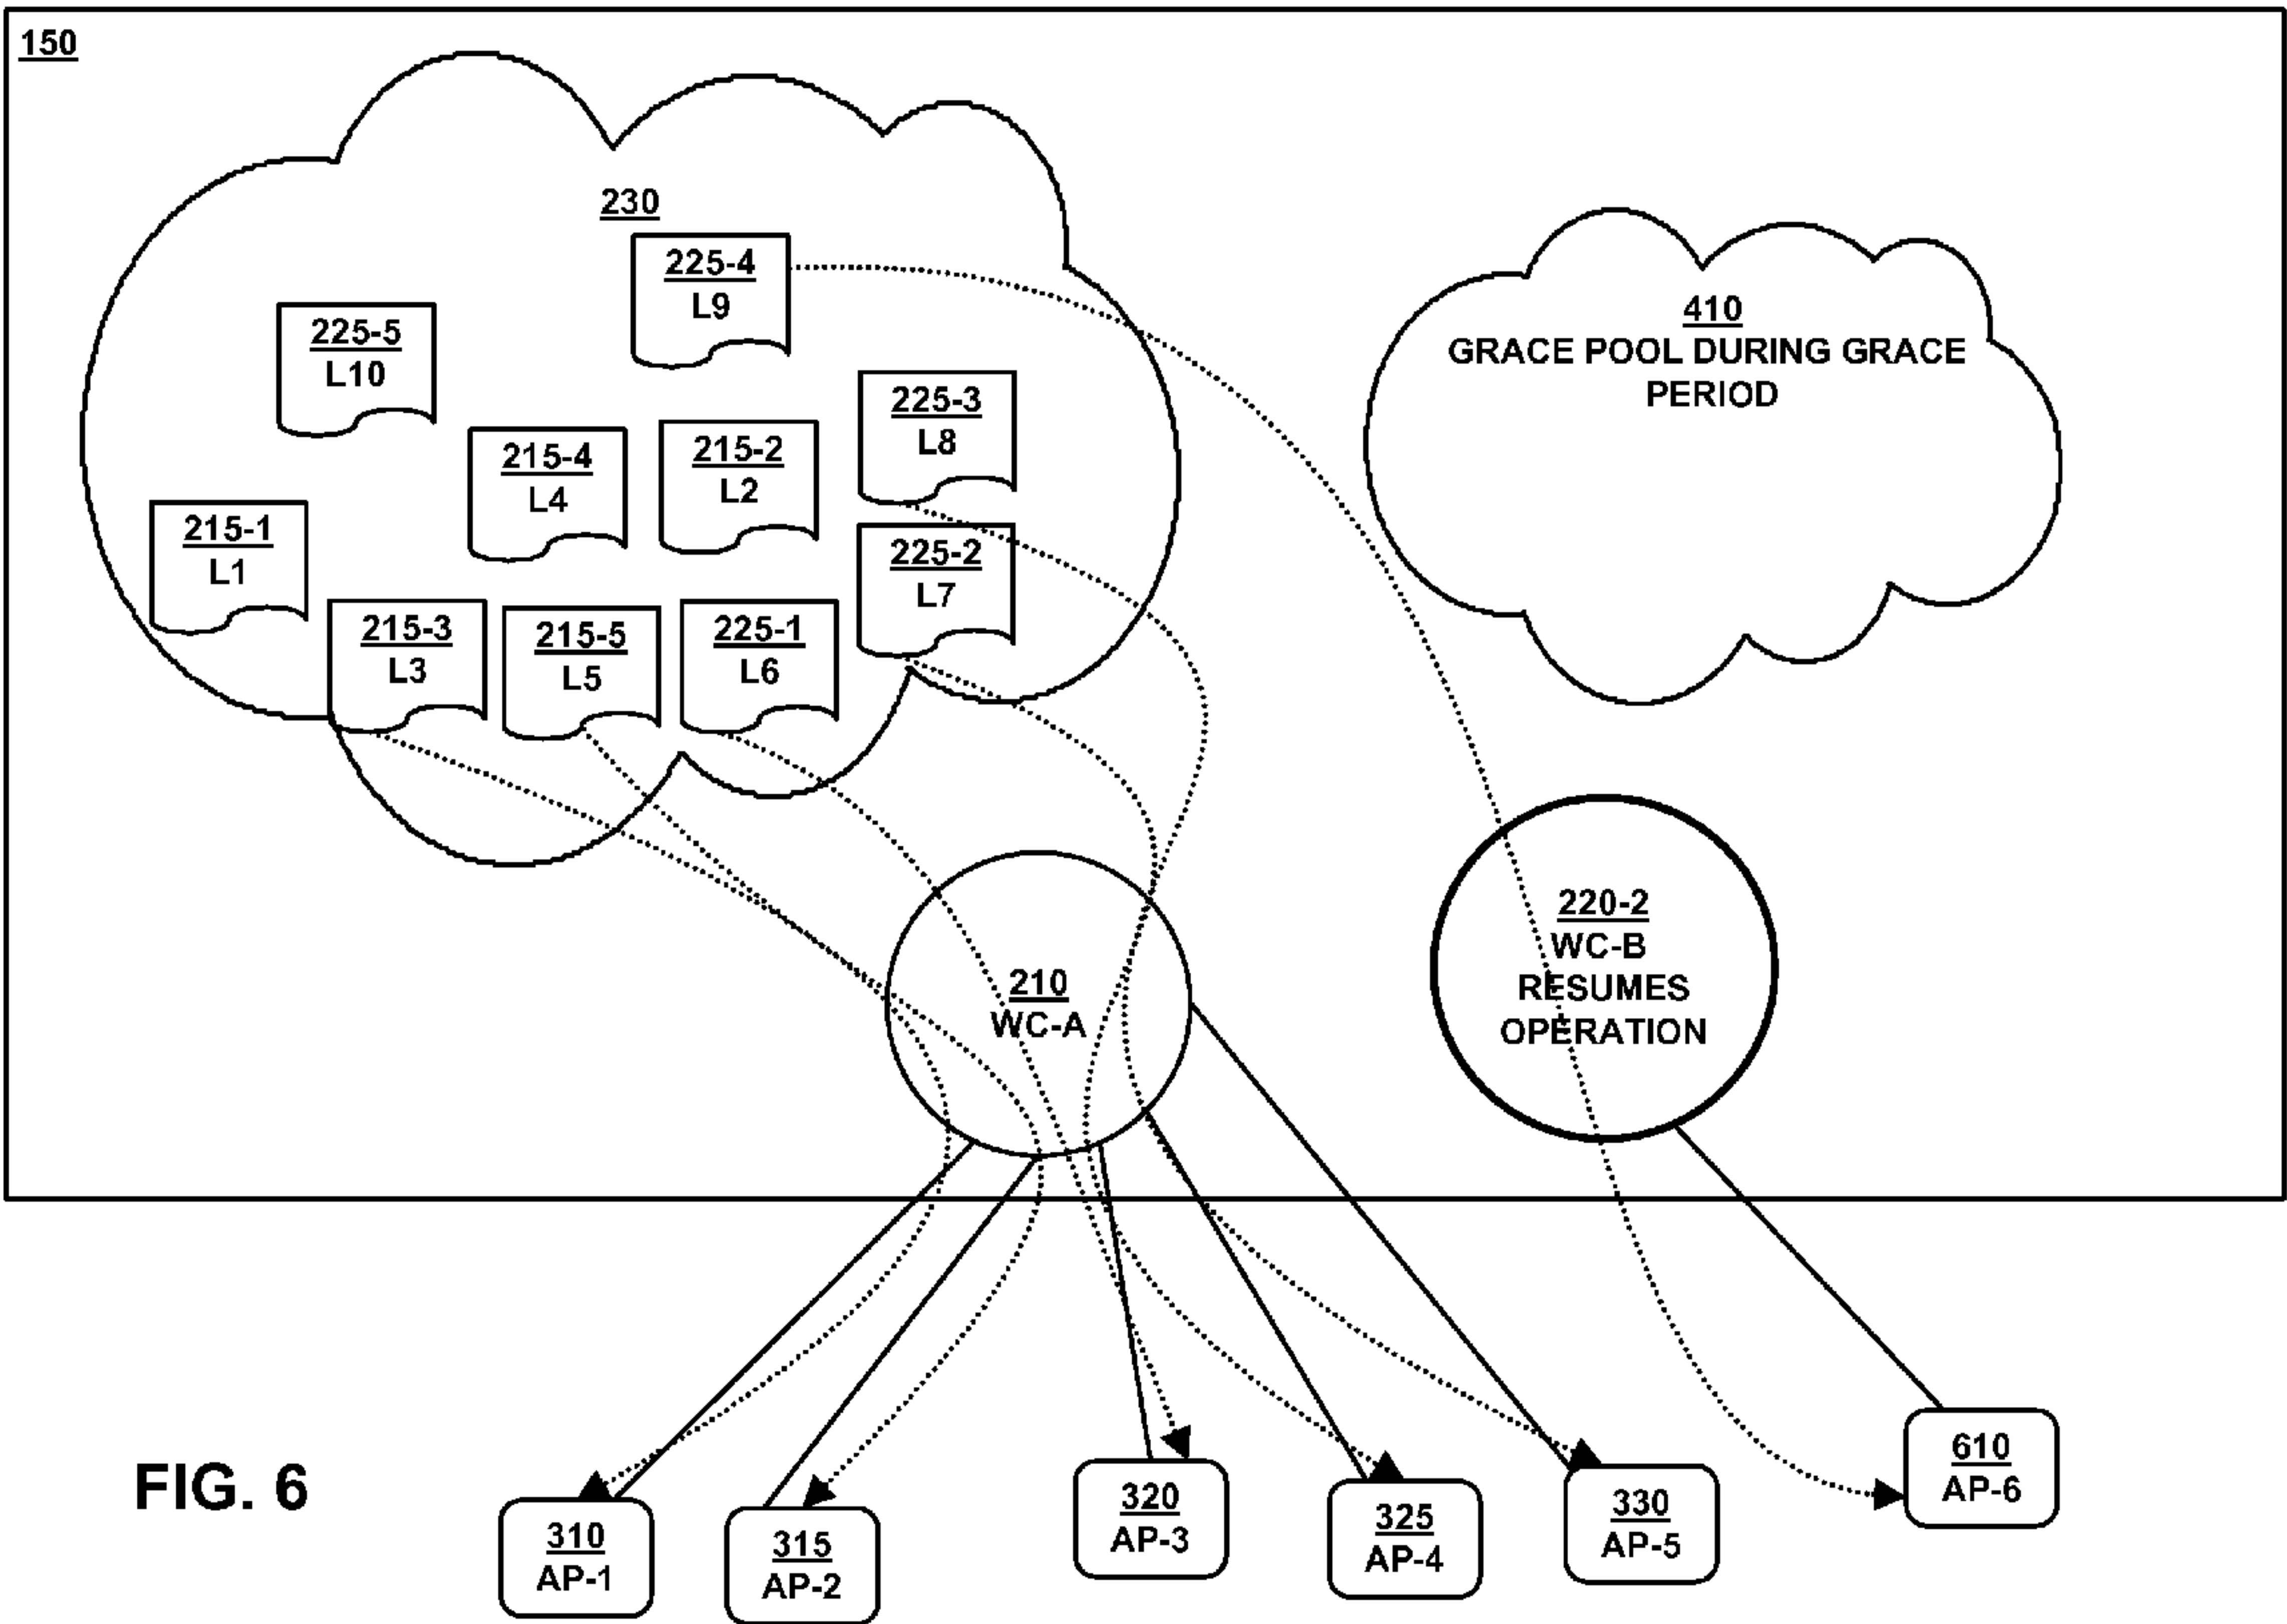 150
230
225-4
L9
225-5
L10
225-3
L8
215-4
L4
215-2
L2
215-1
L1
225-2
L7
215-3
L3
215-5
L5
225-1
L6
410
GRACE POOL DURING GRACE
PERIOD
210
WC-A
220-2
WC-B
RESUMES
OPERATION
FIG. 6
310
AP-1
315
AP-2
320
AP-3
325
AP-4
330
AP-5
610
AP-6